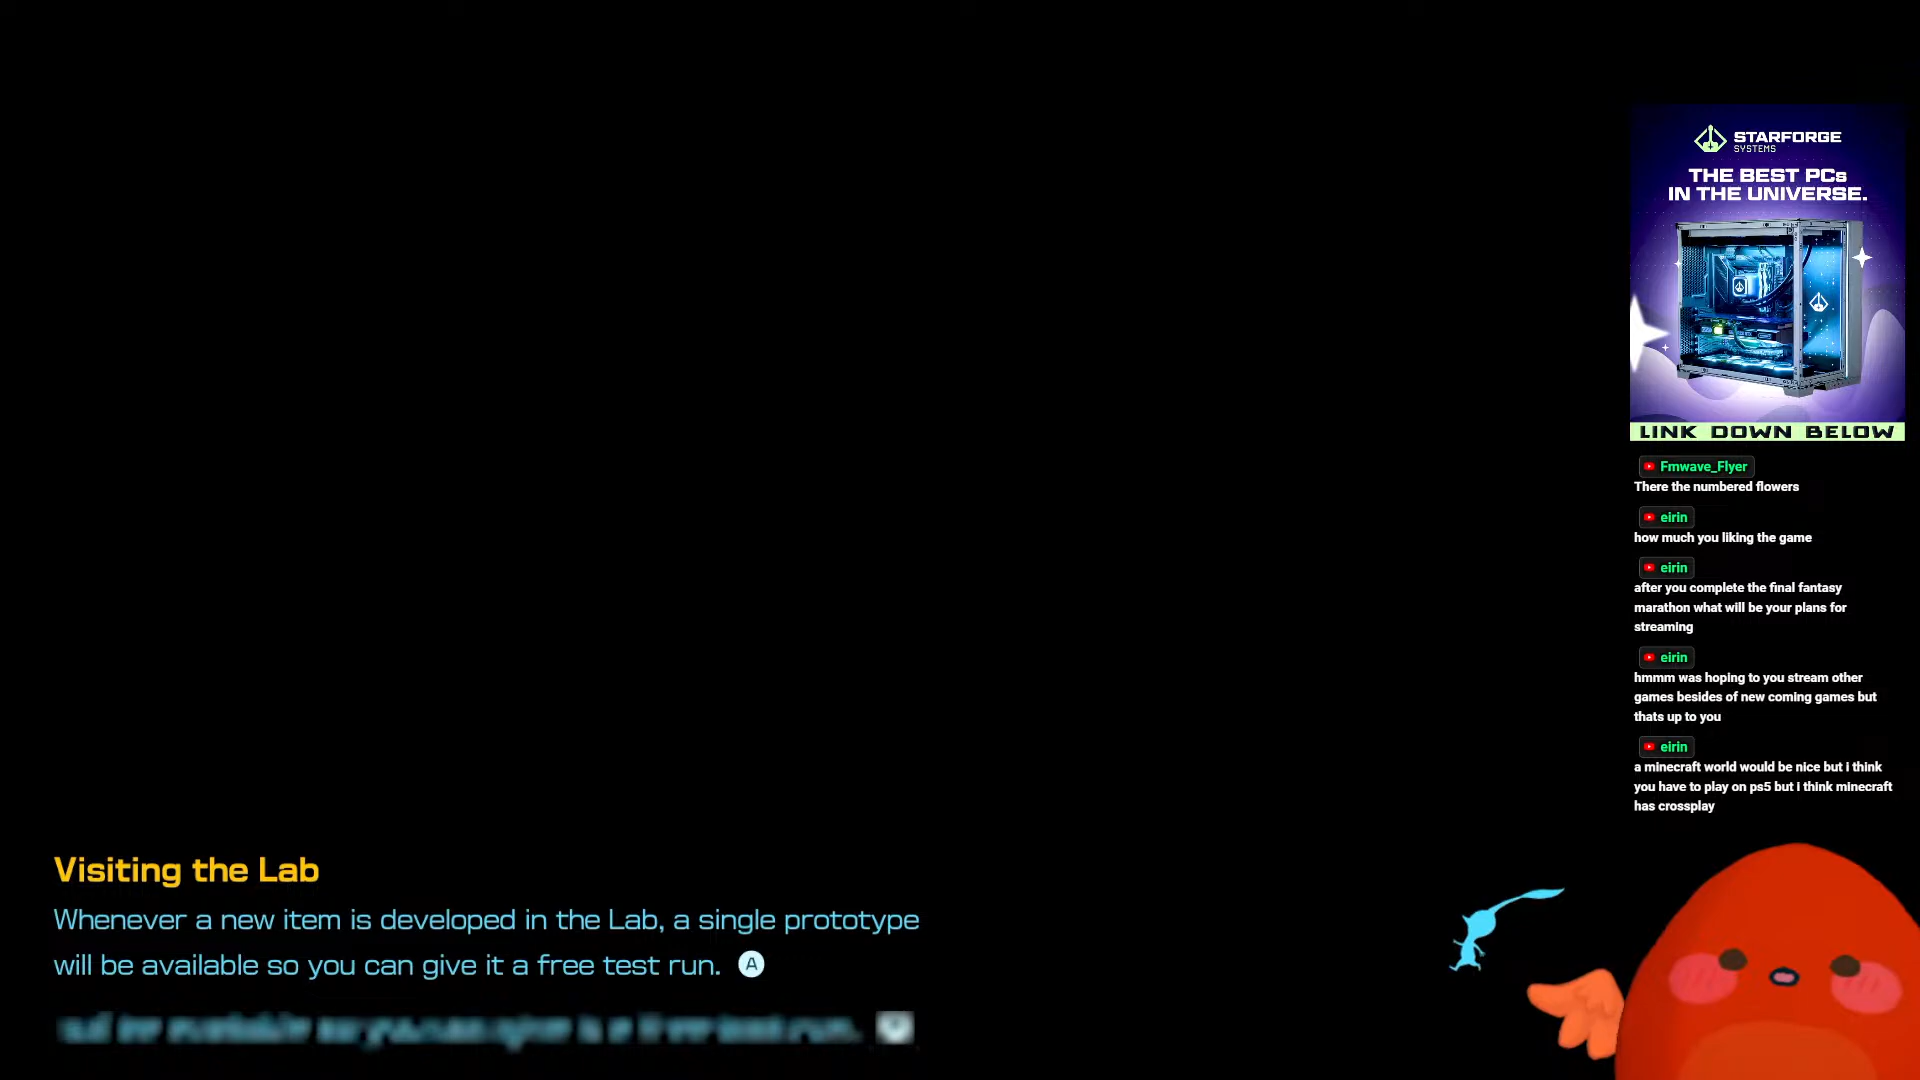 STARFORGE
SYSTEMS
THE BEST PCs
IN THE UNIVERSE.
LINK DOWN BELOW
Fmwave_Flyer
There the numbered flowers
eirin
how much you liking the game
eirin
after you complete the final fantasy
marathon what will be your plans for
streaming
eirin
hmmm was hoping to you stream other
games besides of new coming games but
thats up to you
eirin
a minecraft world would be nice but i think
you have to play on ps5 but i think minecraft
has crossplay
Visiting the Lab
Whenever a new item is developed in the Lab, a single prototype
will be available so you can give it a free test run. A